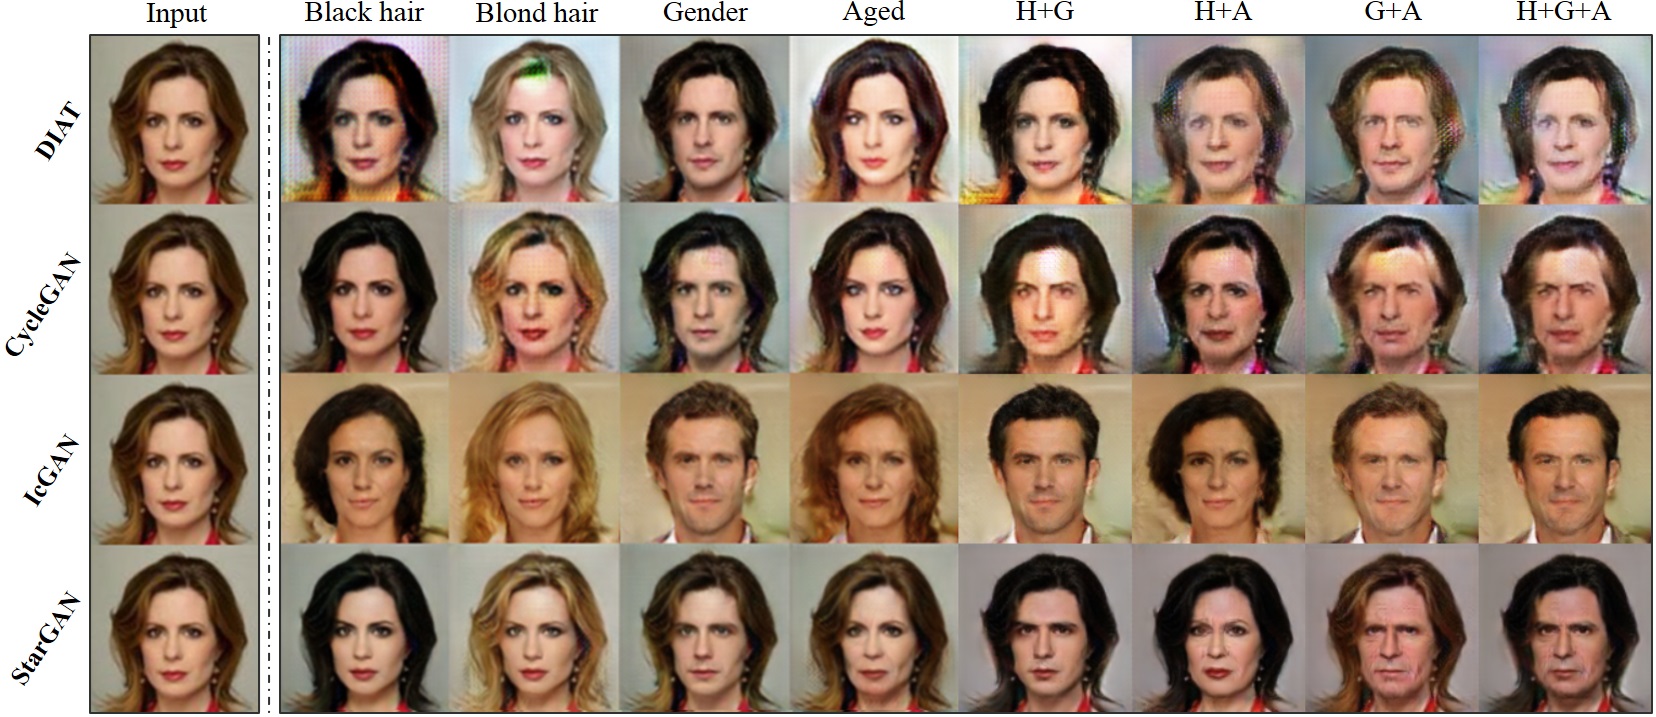 Input Black hair Blond hair Gender Aged H+G H+A G+A H+G+A
DIAT
CycleGAN
IcGAN
StarGAN